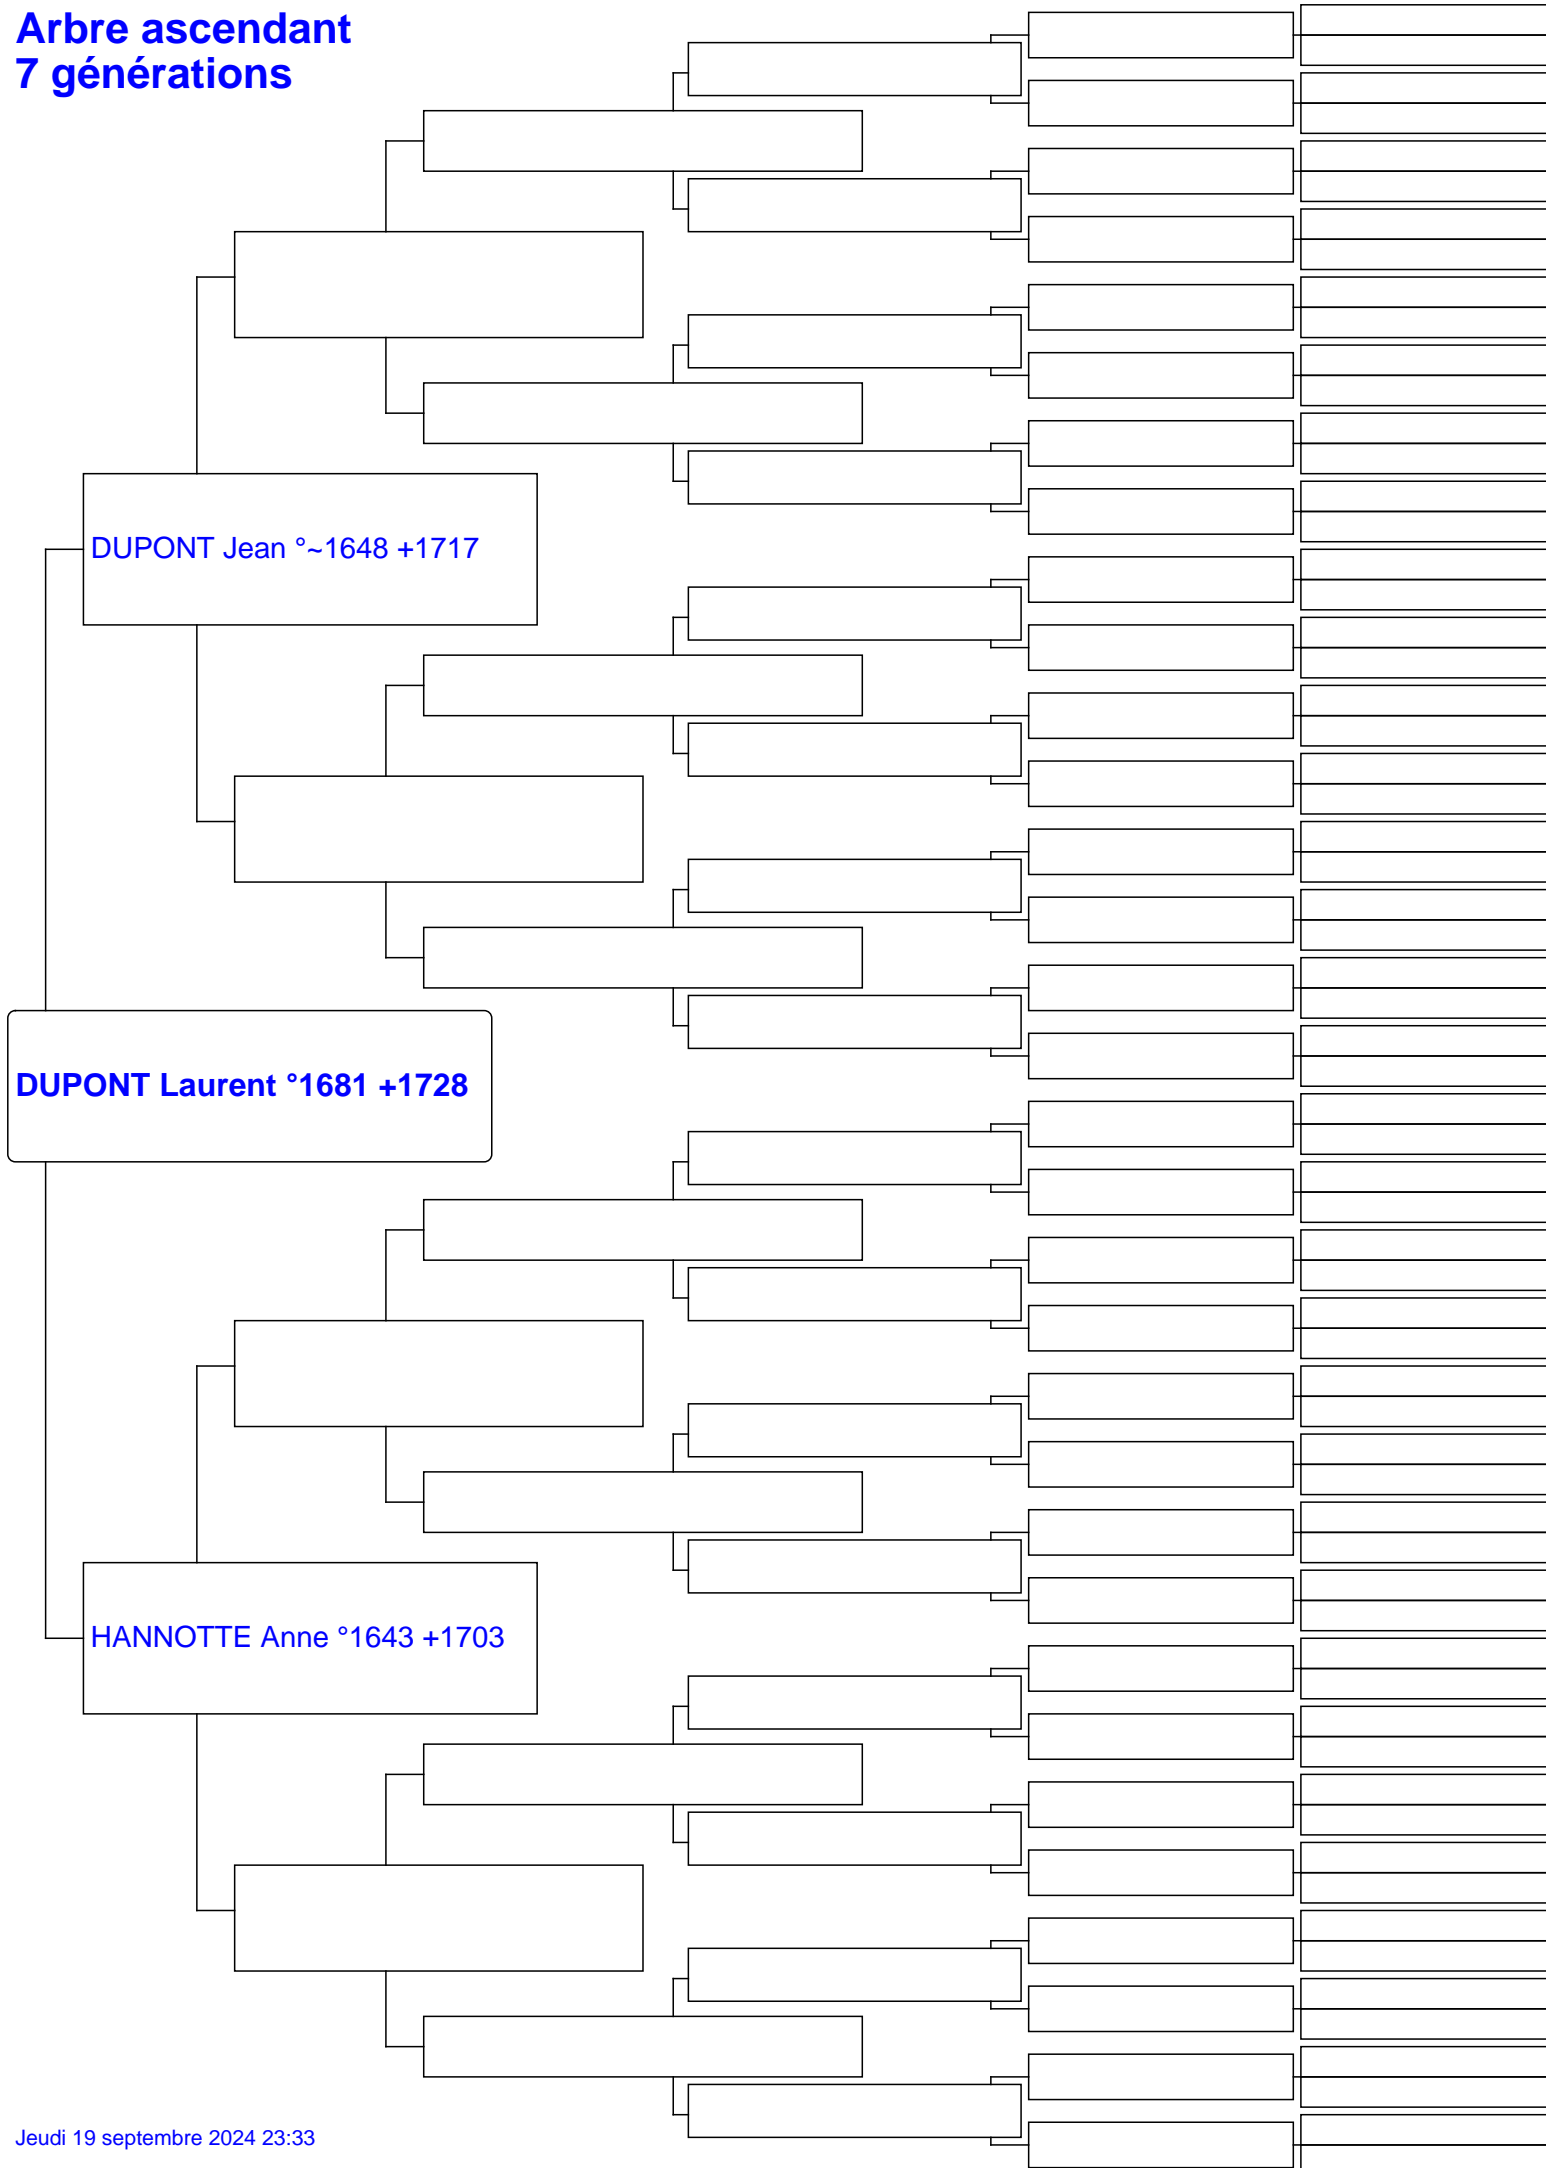 Arbre ascendant
7 générations
DUPONT Jean °~1648 +1717
DUPONT Laurent °1681 +1728
HANNOTTE Anne °1643 +1703
Jeudi 19 septembre 2024 23:33